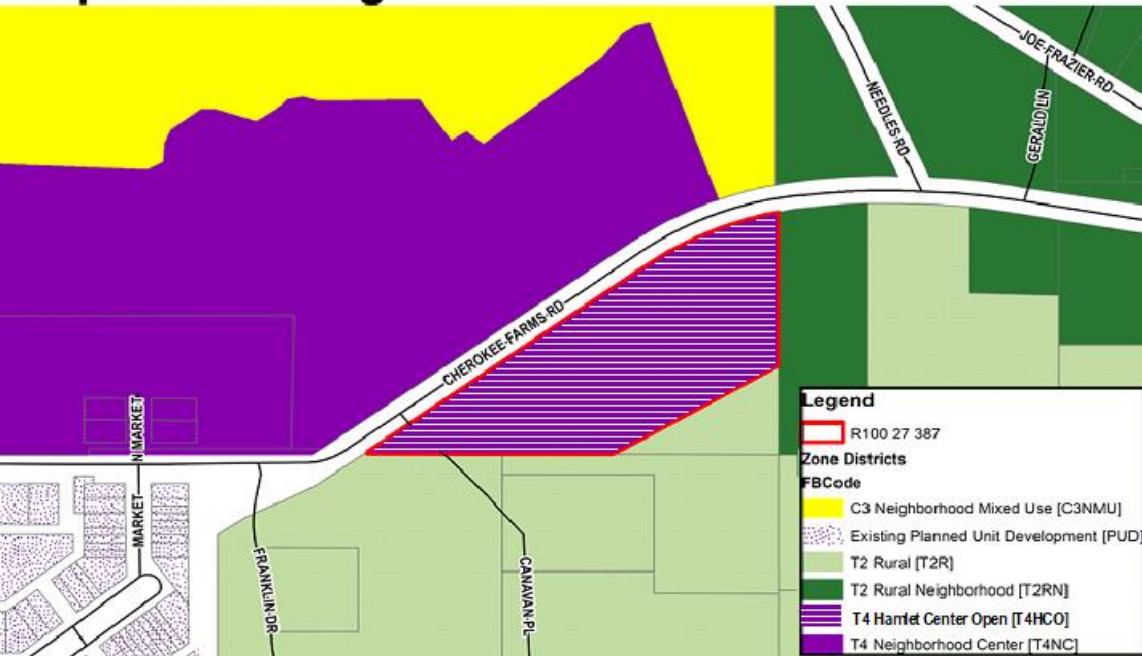 JOE-FRAZIER-RD
NEEDLES-RD
GERALD LN
CHEROKEE-FARMS-RD
N MARKET
MARKET
FRANKLIN-DR
CANAVAN-PL
Legend
R100 27 387
Zone Districts
FBCode
C3 Neighborhood Mixed Use [C3NMU]
Existing Planned Unit Development [PUD]
T2 Rural [T2R]
T2 Rural Neighborhood [T2RN]
T4 Hamlet Center Open [T4HCO]
T4 Neighborhood Center [T4NC]